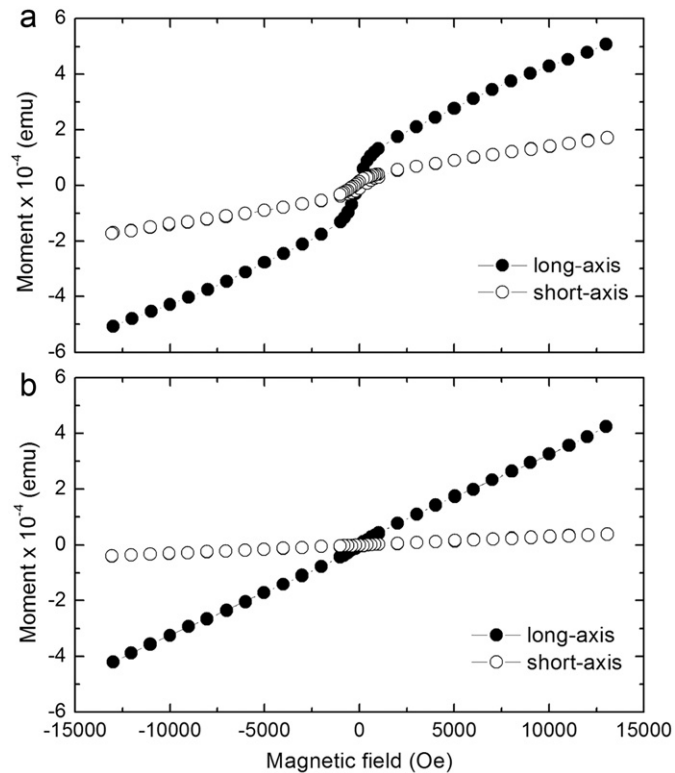 a
6
4
2
0
-2
-4
-6
Moment x 10⁻⁴ (emu)
long-axis
short-axis
b
6
4
2
0
-2
-4
-6
Moment x 10⁻⁴ (emu)
long-axis
short-axis
-15000 -10000 -5000 0 5000 10000 15000
Magnetic field (Oe)